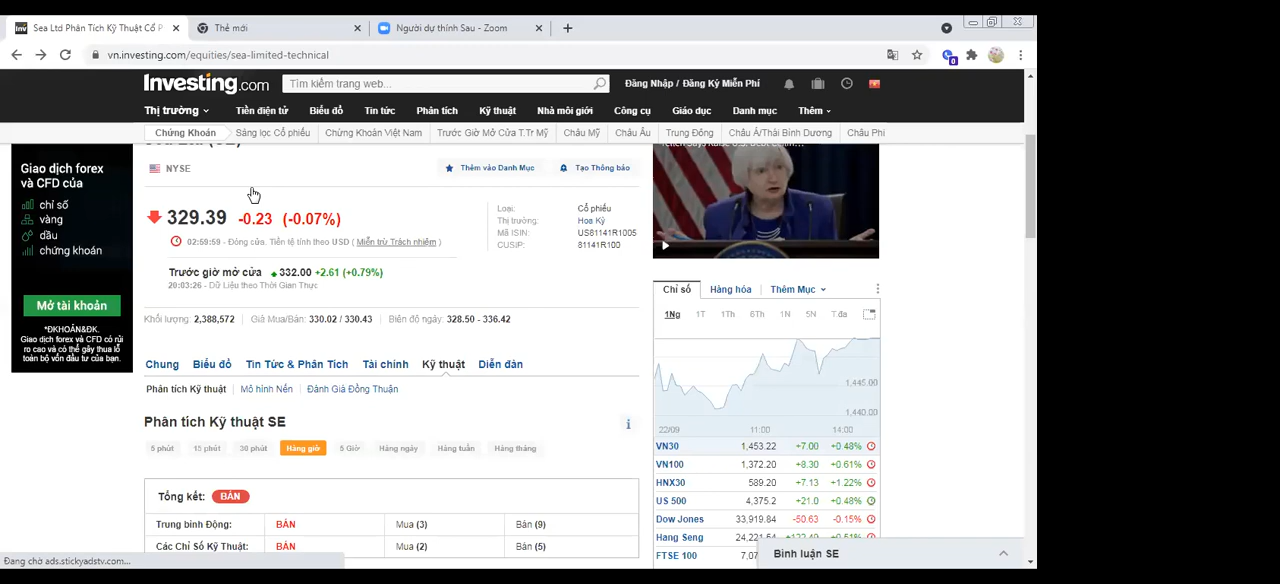 Sea Ltd Phân Tích Kỹ Thuật Cổ P
Thẻ mới
Người dự thính Sau - Zoom
vn.investing.com/equities/sea-limited-technical
0
Investing.com
Tìm kiếm trang web...
Đăng Nhập / Đăng Ký Miễn Phí
Thị trường
Tiền điện tử
Biểu đồ
Tin tức
Phân tích
Kỹ thuật
Nhà môi giới
Công cụ
Giáo dục
Danh mục
Thêm
Chứng Khoán
Sàng lọc Cổ phiếu
Chứng Khoán Việt Nam
Trước Giờ Mở Cửa T.Tr Mỹ
Châu Mỹ
Châu Âu
Trung Đông
Châu Á/Thái Bình Dương
Châu Phi
Giao dịch forex
và CFD của
chỉ số
vàng
dầu
chứng khoán
Mở tài khoản
*ĐKHOẢN&ĐK.
Giao dịch forex và CFD có rủi
ro cao và có thể gây thua lỗ
toàn bộ vốn đầu tư của bạn.
NYSE
Thêm vào Danh Mục
Tạo Thông báo
329.39 -0.23 (-0.07%)
02:59:59 - Đóng cửa. Tiền tệ tính theo USD ( Miễn trừ Trách nhiệm )
Trước giờ mở cửa 332.00 +2.61 (+0.79%)
20:03:26 - Dữ Liệu theo Thời Gian Thực
Loại: Cổ phiếu
Thị trường: Hoa Kỳ
Mã ISIN: US81141R1005
CUSIP: 81141R100
Khối lượng: 2,388,572
Giá Mua/Bán: 330.02 / 330.43
Biên độ ngày: 328.50 - 336.42
Chung
Biểu đồ
Tin Tức & Phân Tích
Tài chính
Kỹ thuật
Diễn đàn
Phân tích Kỹ thuật
Mô hình Nến
Đánh Giá Đồng Thuận
Phân tích Kỹ thuật SE
5 phút
15 phút
30 phút
Hàng giờ
5 Giờ
Hàng ngày
Hàng tuần
Hàng tháng
Tổng kết: BÁN
Trung bình Động: BÁN Mua (3) Bán (9)
Các Chỉ Số Kỹ Thuật: BÁN Mua (2) Bán (5)
Chỉ số
Hàng hóa
Thêm Mục
1Ng 1T 1Th 6Th 1N 5N T.đa
1,445.00
1,440.00
22/09 11:00 14:00
VN30 1,453.22 +7.00 +0.48%
VN100 1,372.20 +8.30 +0.61%
HNX30 589.20 +7.13 +1.22%
US 500 4,375.2 +21.0 +0.48%
Dow Jones 33,919.84 -50.63 -0.15%
Hang Seng
FTSE 100
Bình luận SE
Đang chờ ads.stickyadstv.com...